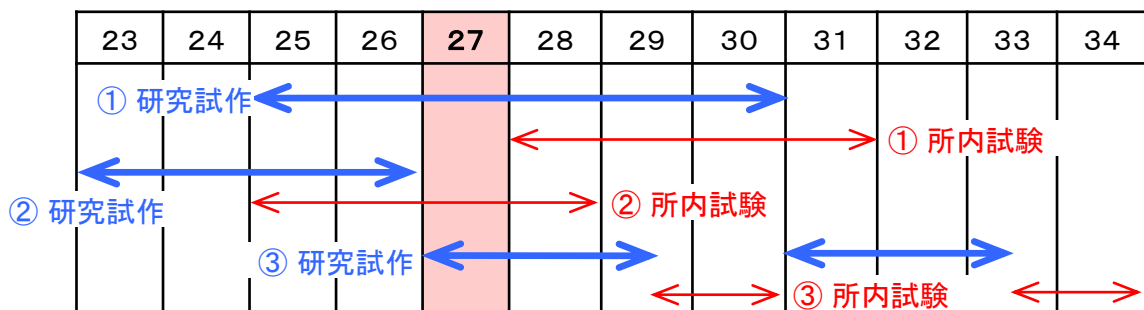 23 24 25 26 27 28 29 30 31 32 33 34
① 研究試作
① 所内試験
② 研究試作
② 所内試験
③ 研究試作
③ 所内試験